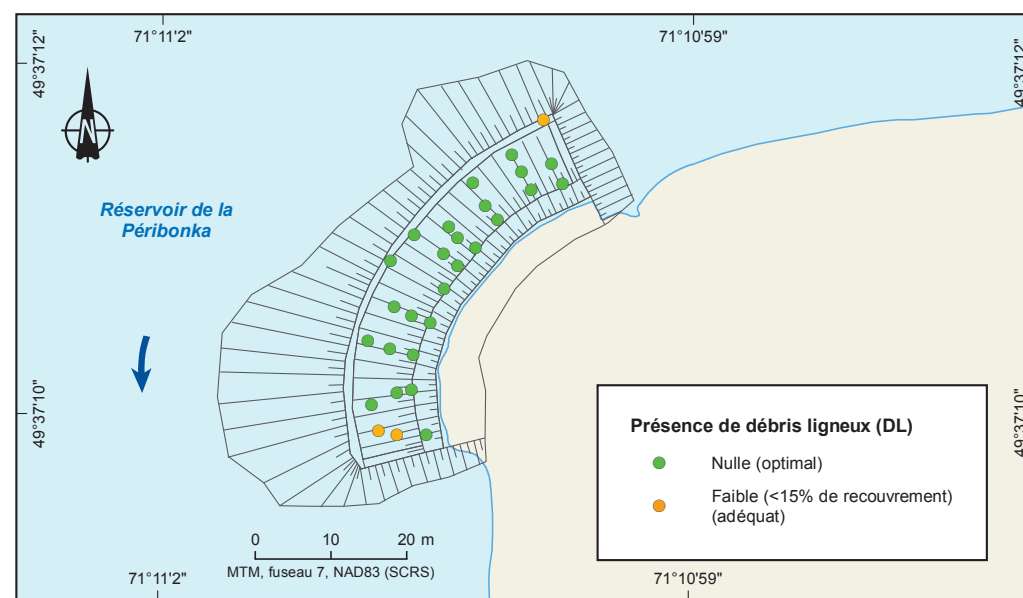 71°11'2"
71°10'59"
49°37'12"
49°37'12"
N
Réservoir de la
Péribonka
49°37'10"
49°37'10"
Présence de débris ligneux (DL)
Nulle (optimal)
Faible (<15% de recouvrement)
(adéquat)
0 10 20 m
MTM, fuseau 7, NAD83 (SCRS)
71°11'2"
71°10'59"